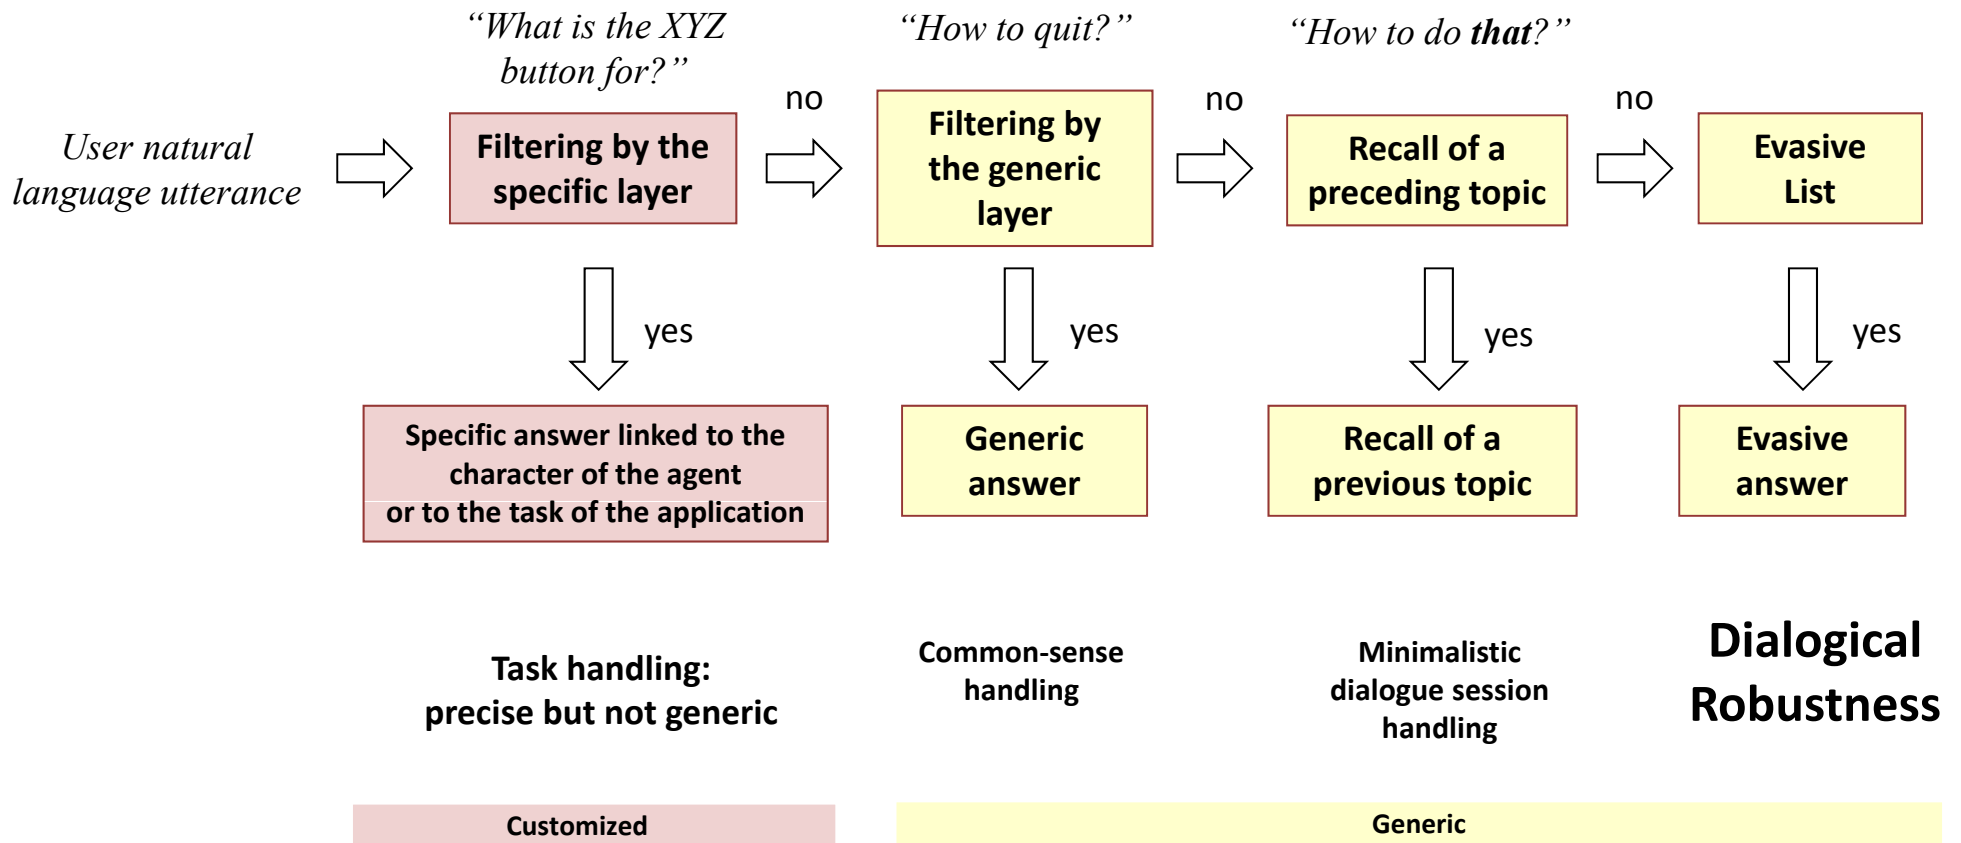 “What is the XYZ
button for?”
“How to quit?”
“How to do that?”
no
no
no
User natural
language utterance
Filtering by the
specific layer
Filtering by
the generic
layer
Recall of a
preceding topic
Evasive
List
yes
yes
yes
yes
Specific answer linked to the
character of the agent
or to the task of the application
Generic
answer
Recall of a
previous topic
Evasive
answer
Task handling:
precise but not generic
Common-sense
handling
Minimalistic
dialogue session
handling
Dialogical
Robustness
Customized
Generic